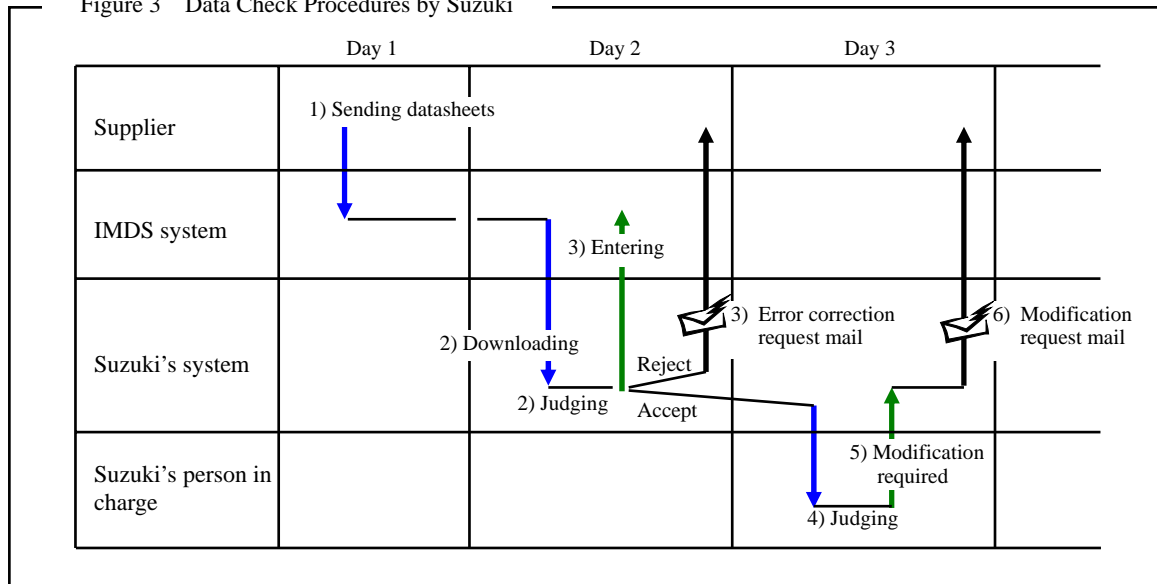 Figure 3 Data Check Procedures by Suzuki
Day 1 Day 2 Day 3
Supplier
1) Sending datasheets
IMDS system
3) Entering
Suzuki's system
2) Downloading
2) Judging
Reject
Accept
3) Error correction
request mail
6) Modification
request mail
Suzuki's person in
charge
5) Modification
required
4) Judging